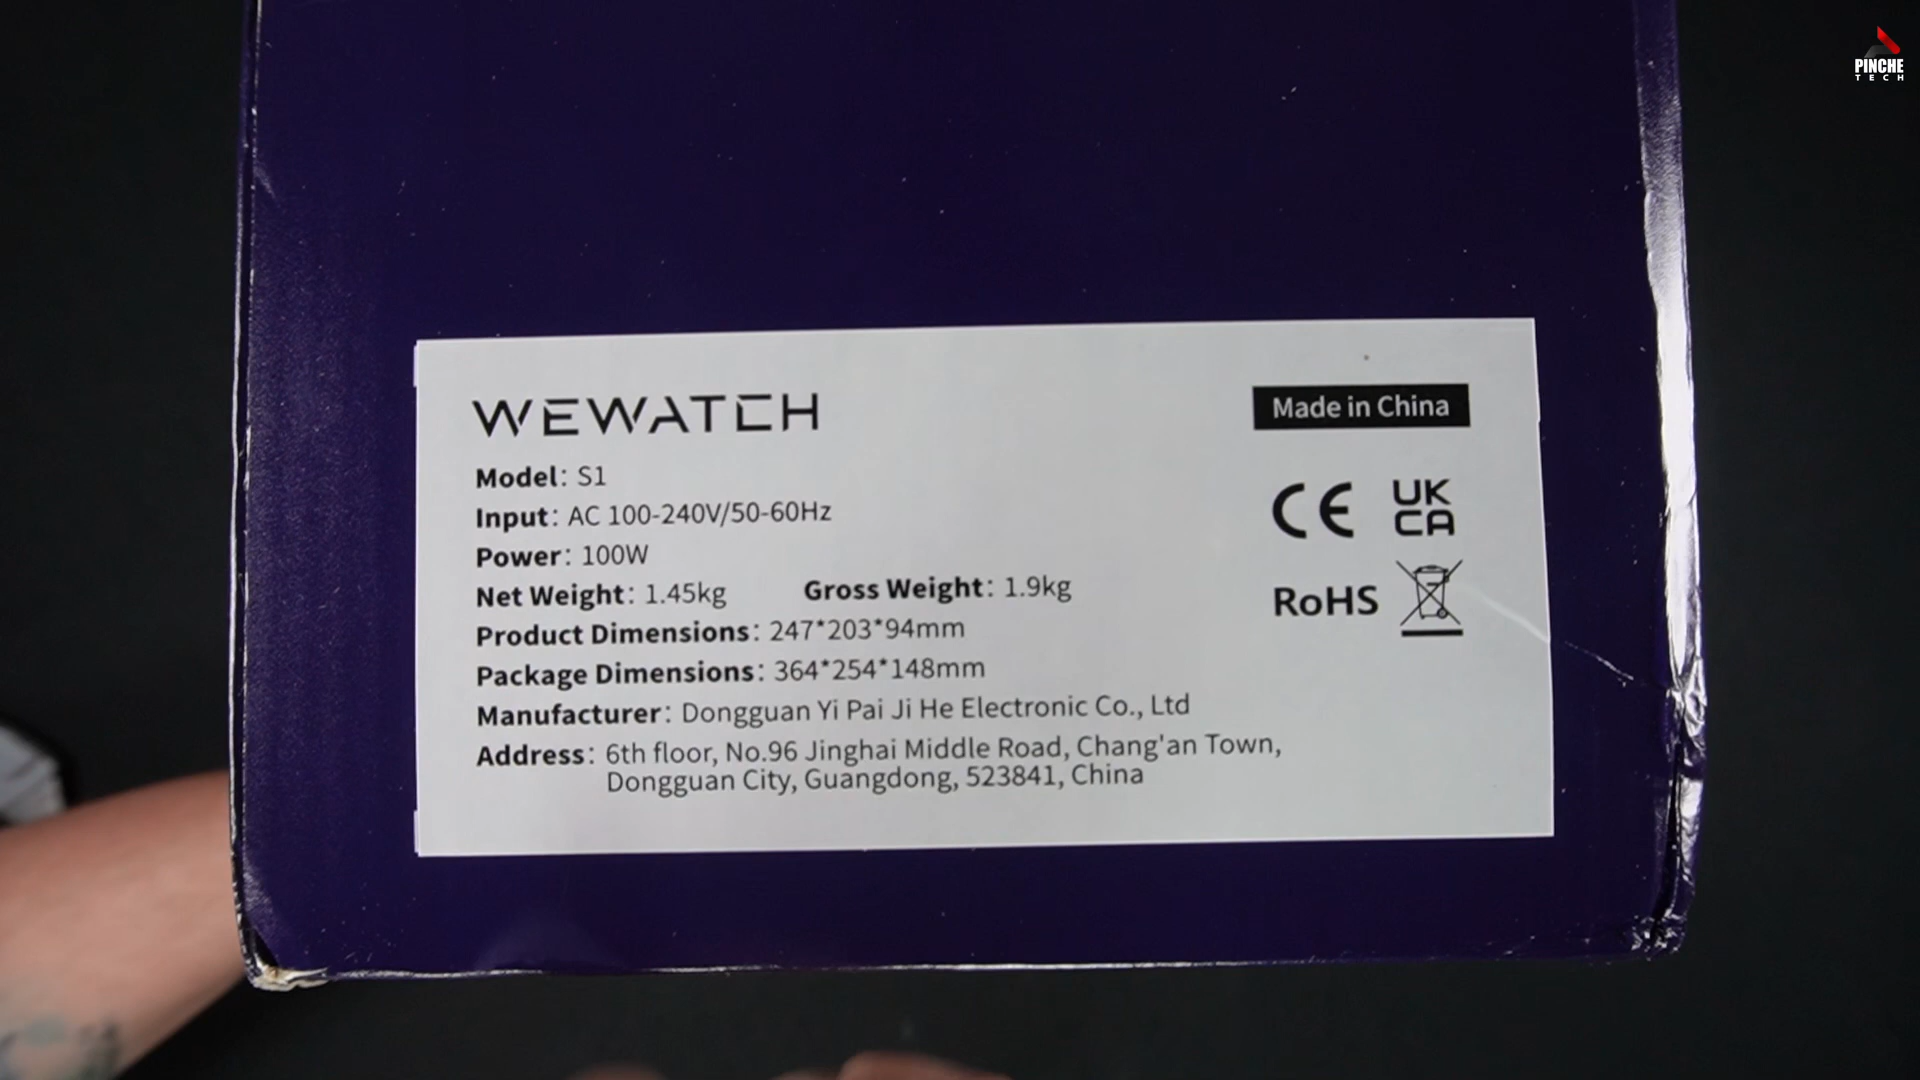 PINCHE
TECH
WEWATCH
Made in China
Model: S1
Input: AC 100-240V/50-60Hz
Power: 100W
Net Weight: 1.45kg Gross Weight: 1.9kg
Product Dimensions: 247*203*94mm
Package Dimensions: 364*254*148mm
Manufacturer: Dongguan Yi Pai Ji He Electronic Co., Ltd
Address: 6th floor, No.96 Jinghai Middle Road, Chang'an Town,
Dongguan City, Guangdong, 523841, China
CE
UK
CA
RoHS